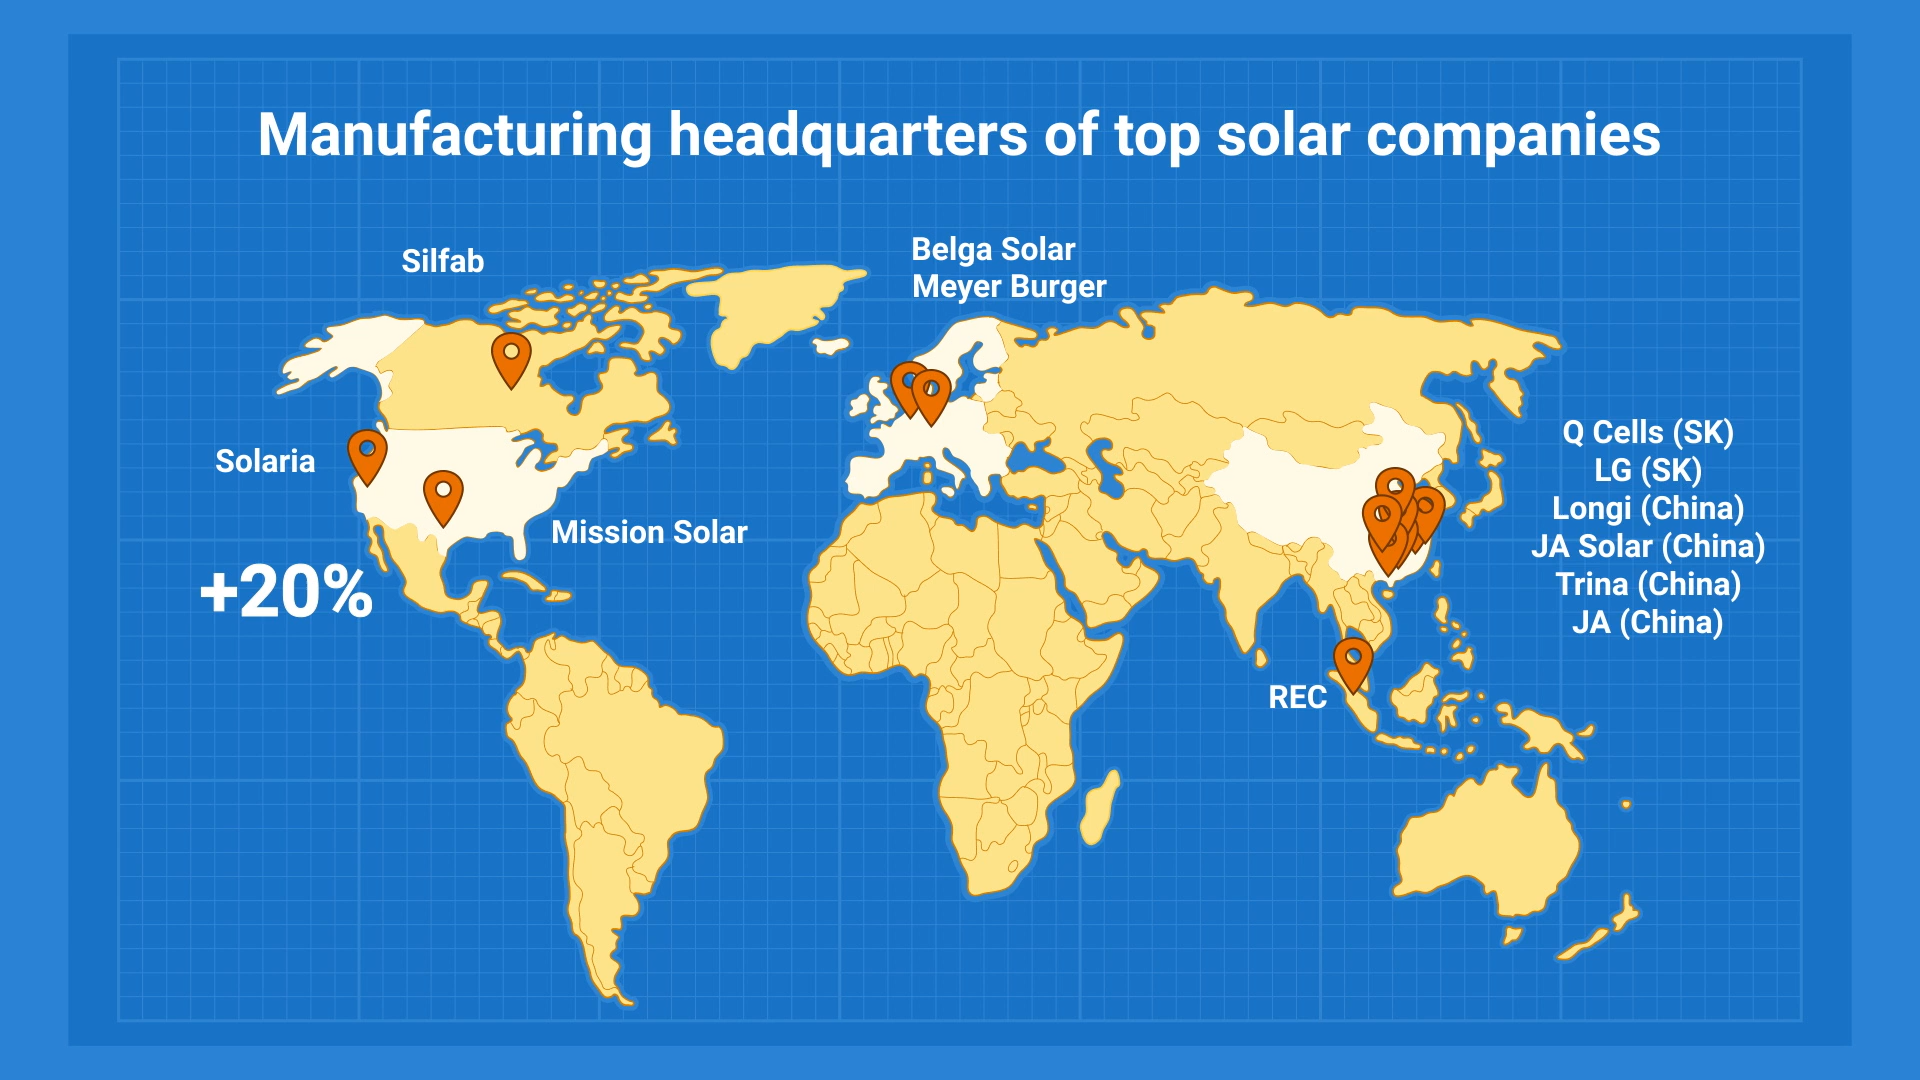 Manufacturing headquarters of top solar companies
Silfab
Belga Solar
Meyer Burger
Solaria
Mission Solar
+20%
Q Cells (SK)
LG (SK)
Longi (China)
JA Solar (China)
Trina (China)
JA (China)
REC